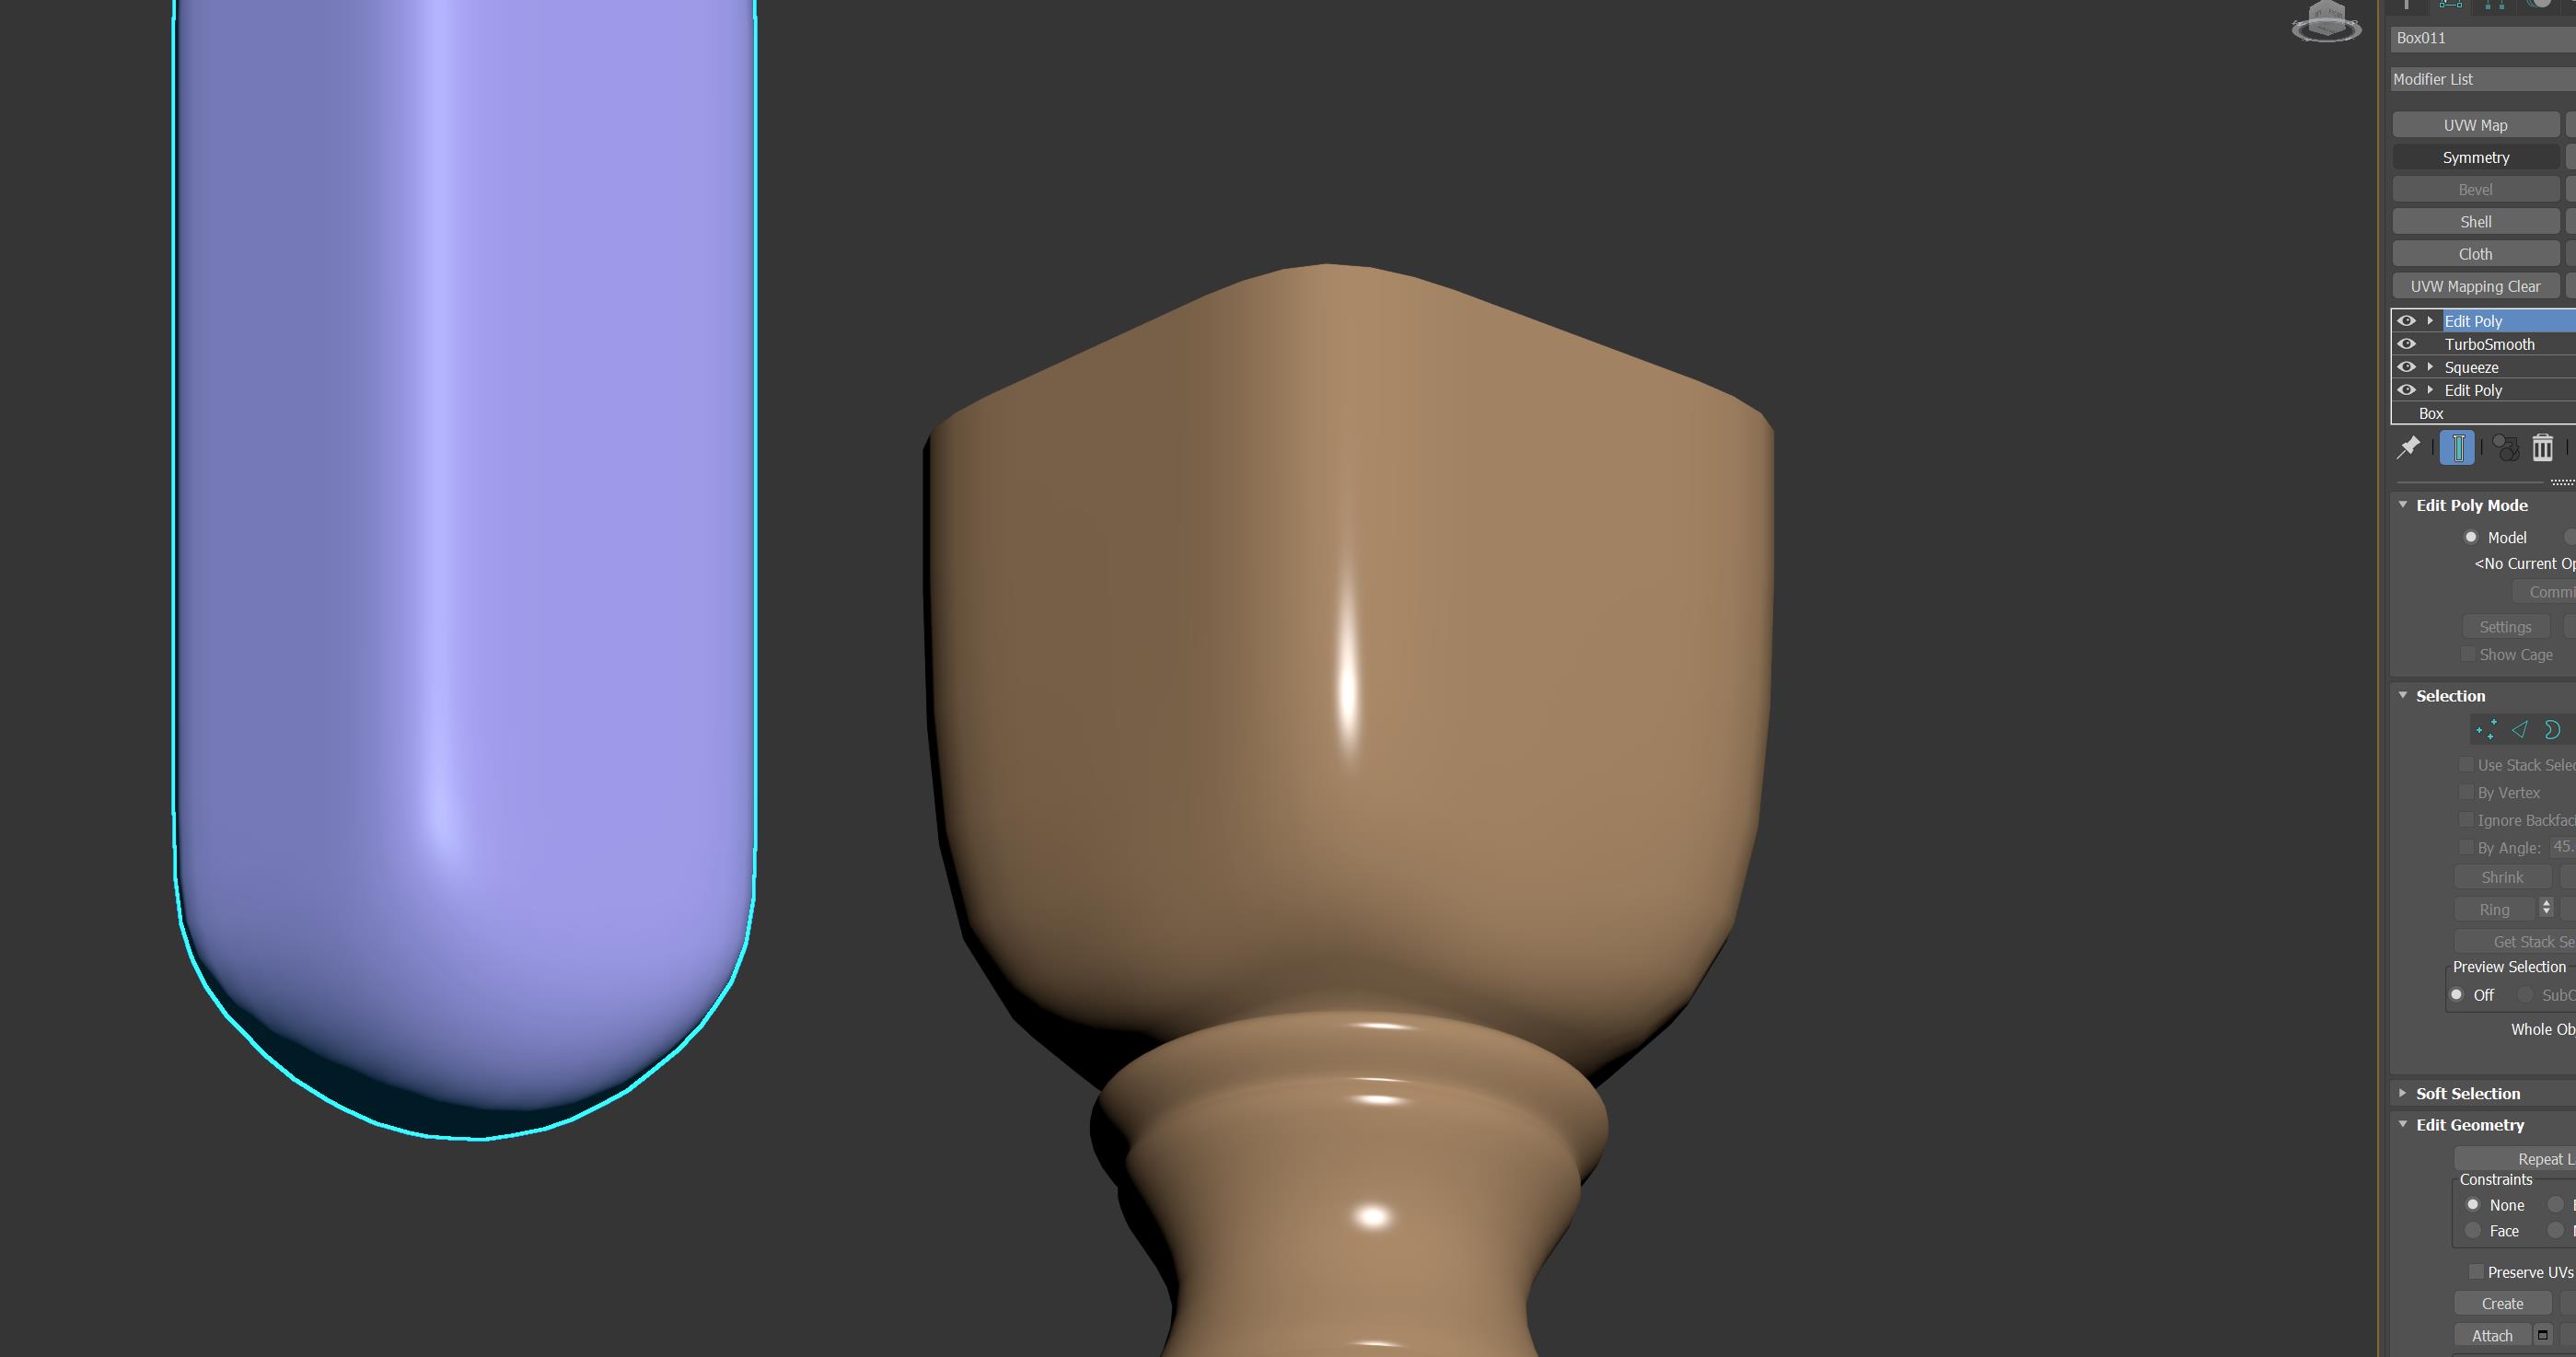 Box011
Modifier List
UVW Map
Symmetry
Bevel
Shell
Cloth
UVW Mapping Clear
Edit Poly
TurboSmooth
Squeeze
Edit Poly
Box
Edit Poly Mode
Model
<No Current Op
Commi
Settings
Show Cage
Selection
Use Stack Selec
By Vertex
Ignore Backfaci
By Angle: 45.
Shrink
Ring
Get Stack Se
Preview Selection
Off SubO
Whole Ob
Soft Selection
Edit Geometry
Repeat L
Constraints
None
Face
Preserve UVs
Create
Attach